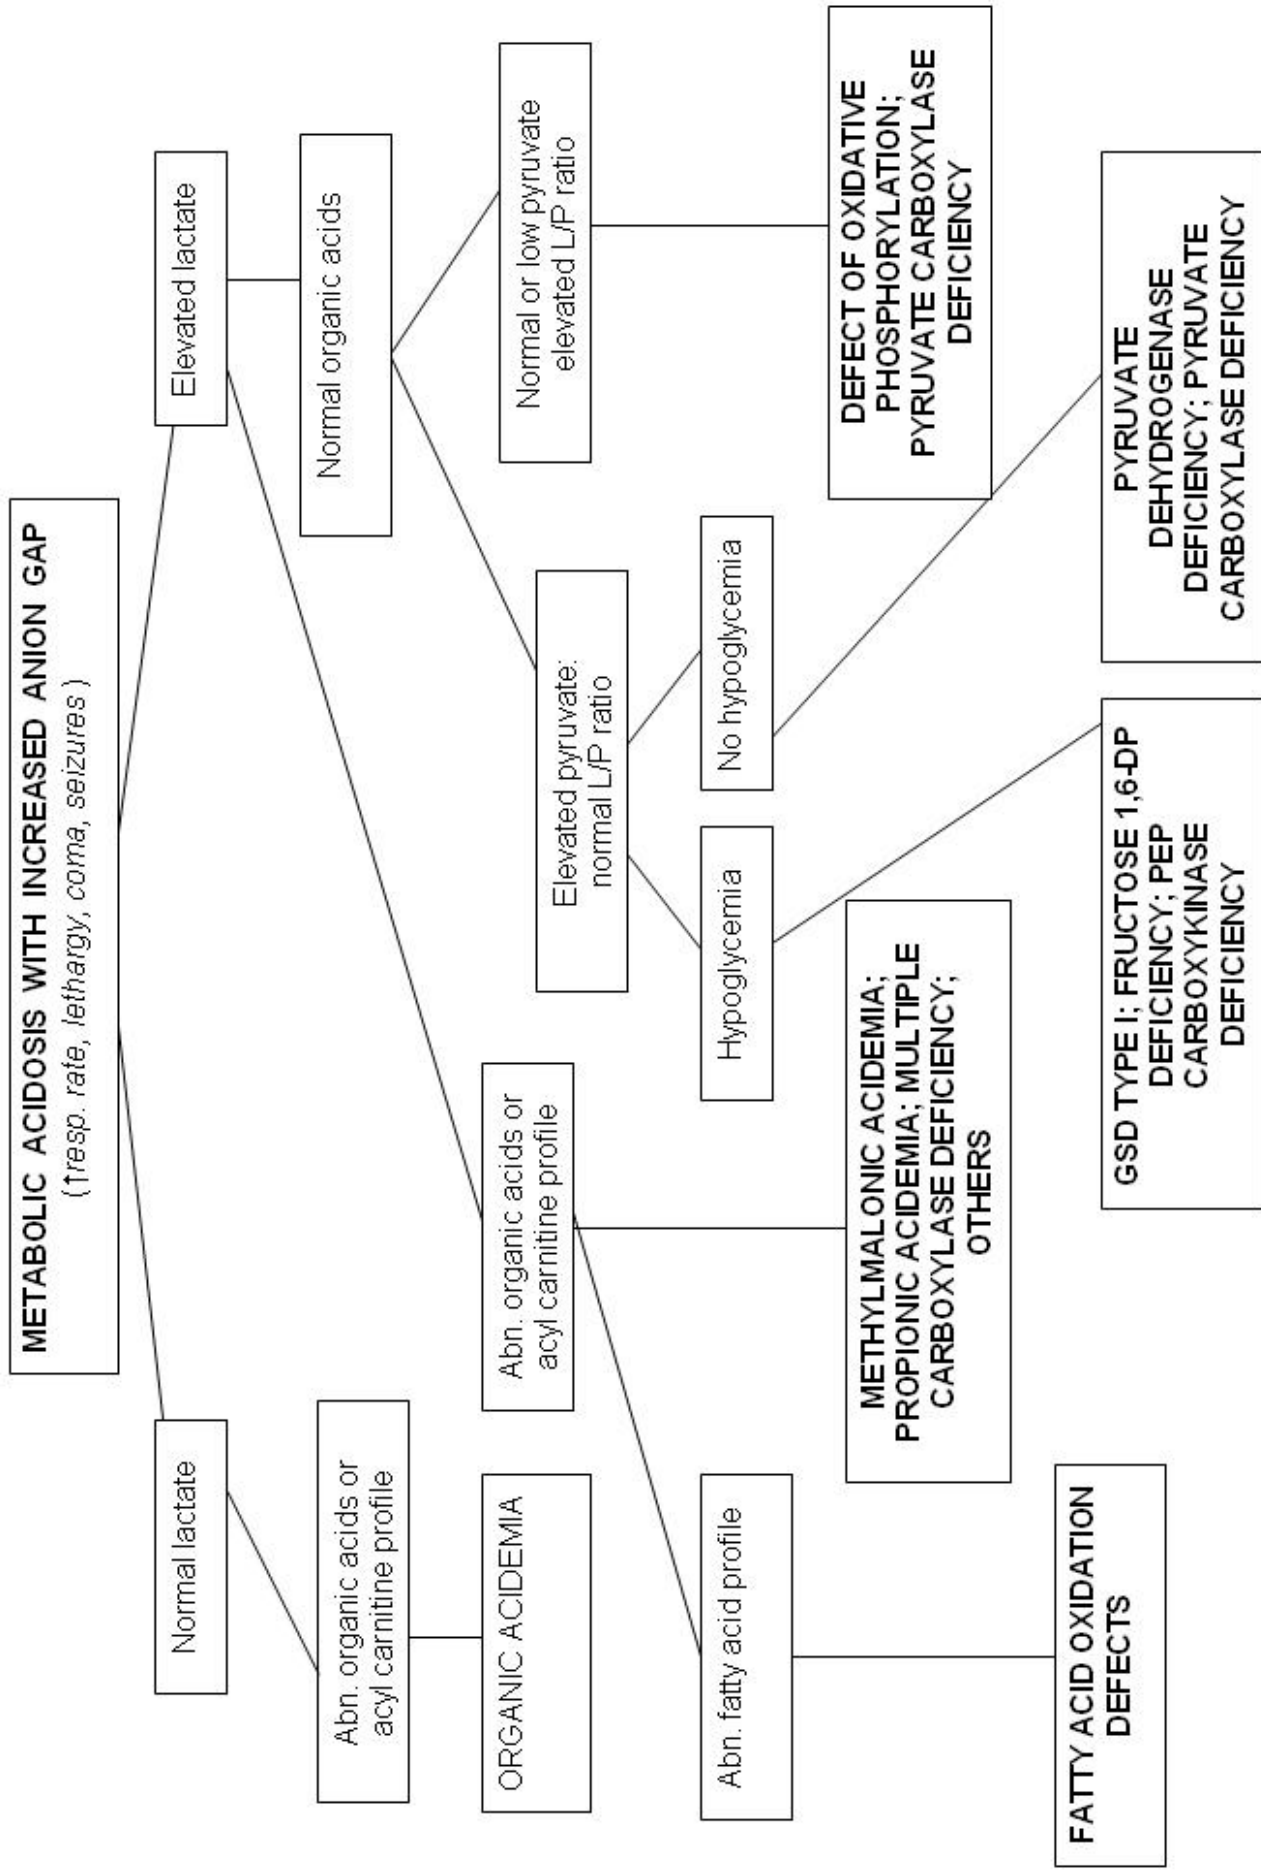 METABOLIC ACIDOSIS WITH INCREASED ANION GAP
(↑resp. rate, lethargy, coma, seizures )
Normal lactate
Elevated lactate
Abn. organic acids or
acyl carnitine profile
Normal organic acids
ORGANIC ACIDEMIA
Abn. organic acids or
acyl carnitine profile
Elevated pyruvate:
normal L/P ratio
Normal or low pyruvate
elevated L/P ratio
Abn. fatty acid profile
Hypoglycemia
No hypoglycemia
METHYLMALONIC ACIDEMIA;
PROPIONIC ACIDEMIA; MULTIPLE
CARBOXYLASE DEFICIENCY;
OTHERS
DEFECT OF OXIDATIVE
PHOSPHORYLATION;
PYRUVATE CARBOXYLASE
DEFICIENCY
FATTY ACID OXIDATION
DEFECTS
GSD TYPE I; FRUCTOSE 1,6-DP
DEFICIENCY; PEP
CARBOXYKINASE
DEFICIENCY
PYRUVATE
DEHYDROGENASE
DEFICIENCY; PYRUVATE
CARBOXYLASE DEFICIENCY